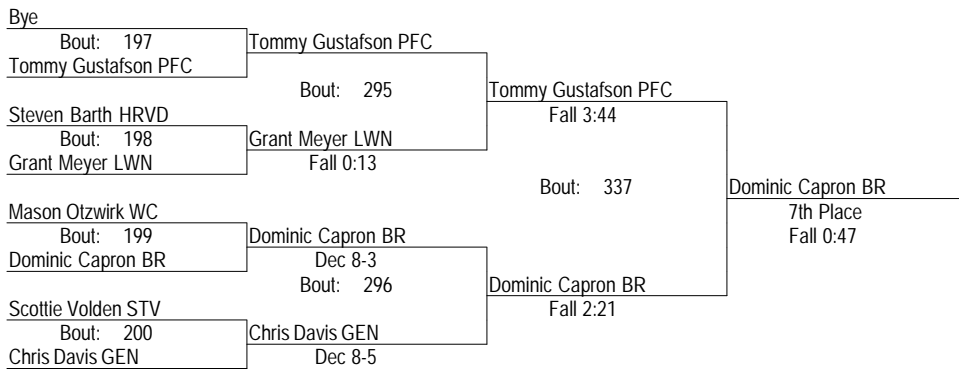 Bye
Bout: 197
Tommy Gustafson PFC
Tommy Gustafson PFC
Bout: 295
Tommy Gustafson PFC
Fall 3:44
Steven Barth HRVD
Bout: 198
Grant Meyer LWN
Grant Meyer LWN
Fall 0:13
Bout: 337
Dominic Capron BR
7th Place
Fall 0:47
Mason Otzwirk WC
Bout: 199
Dominic Capron BR
Dominic Capron BR
Dec 8-3
Bout: 296
Dominic Capron BR
Fall 2:21
Scottie Volden STV
Bout: 200
Chris Davis GEN
Chris Davis GEN
Dec 8-5